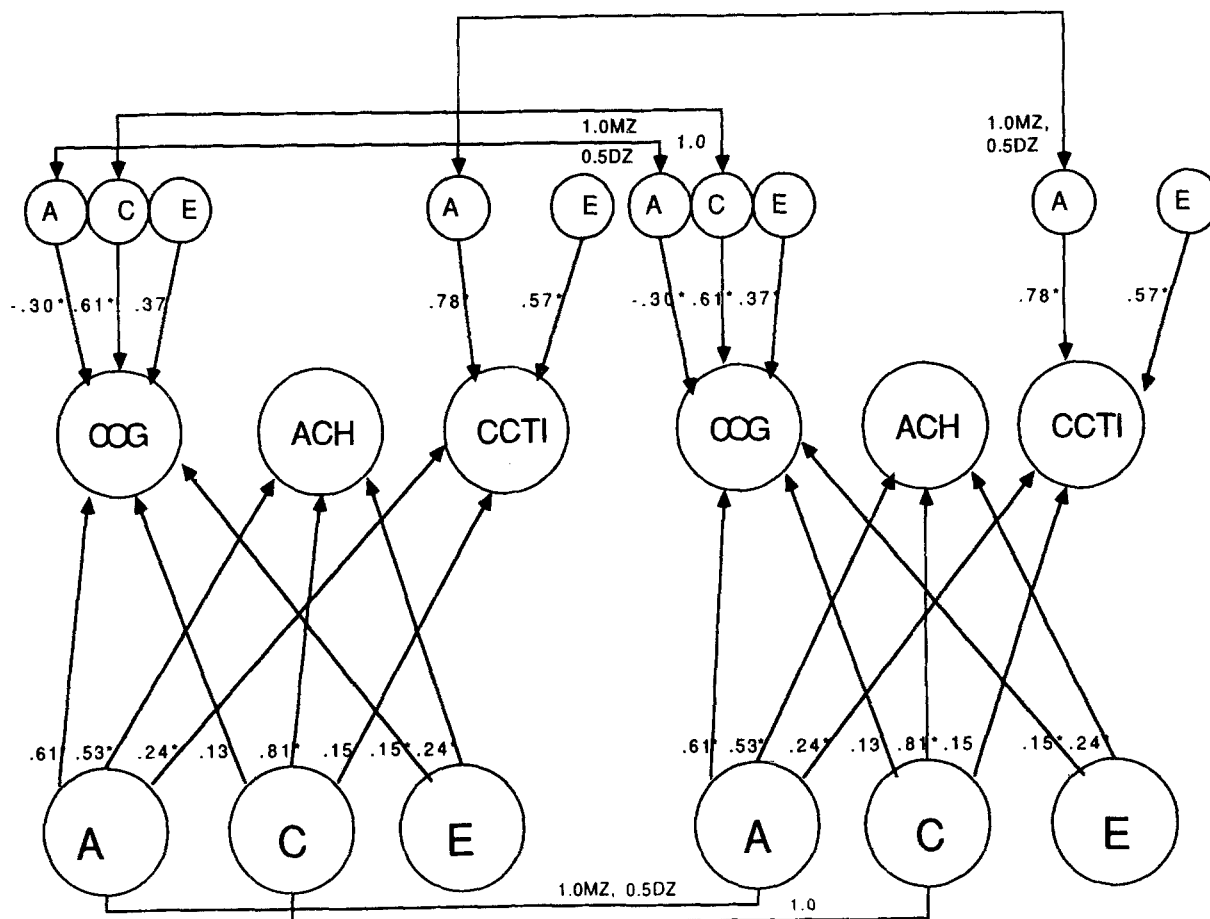 1.0MZ
0.5DZ
1.0
1.0MZ,
0.5DZ
A C E A E A C E A E
-.30* .61* .37 .78* .57* -.30* .61* .37* .78* .57*
COG ACH CCTI COG ACH CCTI
.61* .53* .24* .13 .81* .15 .15* .24* .61* .53* .24* .13 .81* .15 .15* .24*
A C E A C E
1.0MZ, 0.5DZ
1.0